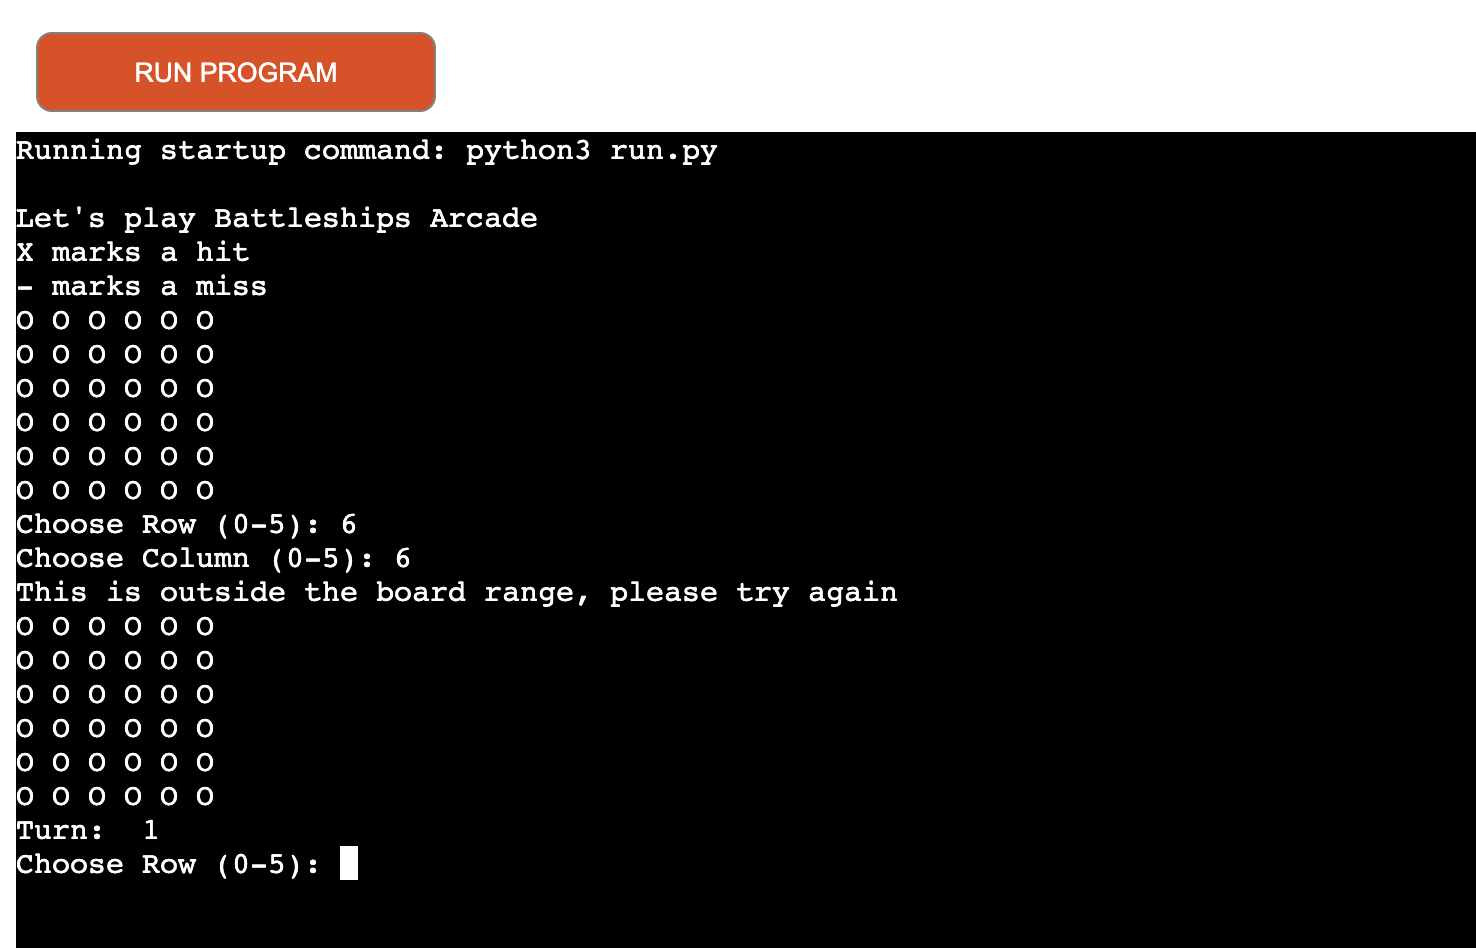 RUN PROGRAM
Running startup command: python3 run.py
Let's play Battleships Arcade
X marks a hit
- marks a miss
O O O O O O
O O O O O O
O O O O O O
O O O O O O
O O O O O O
O O O O O O
Choose Row (0-5): 6
Choose Column (0-5): 6
This is outside the board range, please try again
O O O O O O
O O O O O O
O O O O O O
O O O O O O
O O O O O O
O O O O O O
Turn:  1
Choose Row (0-5):